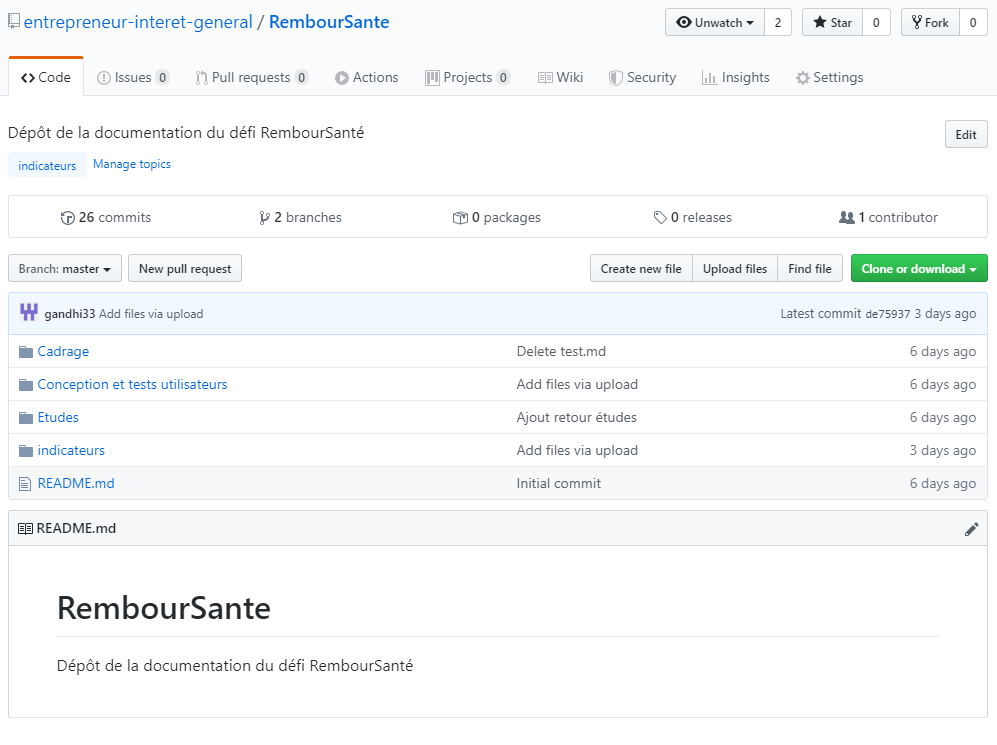 entrepreneur-interet-general / RembourSante
Unwatch 2 Star 0 Fork 0
Code Issues 0 Pull requests 0 Actions Projects 0 Wiki Security Insights Settings
Dépôt de la documentation du défi RembourSanté Edit
indicateurs Manage topics
26 commits 2 branches 0 packages 0 releases 1 contributor
Branch: master New pull request Create new file Upload files Find file Clone or download
gandhi33 Add files via upload Latest commit de75937 3 days ago
Cadrage Delete test.md 6 days ago
Conception et tests utilisateurs Add files via upload 6 days ago
Etudes Ajout retour études 6 days ago
indicateurs Add files via upload 3 days ago
README.md Initial commit 6 days ago
README.md
RembourSante
Dépôt de la documentation du défi RembourSanté